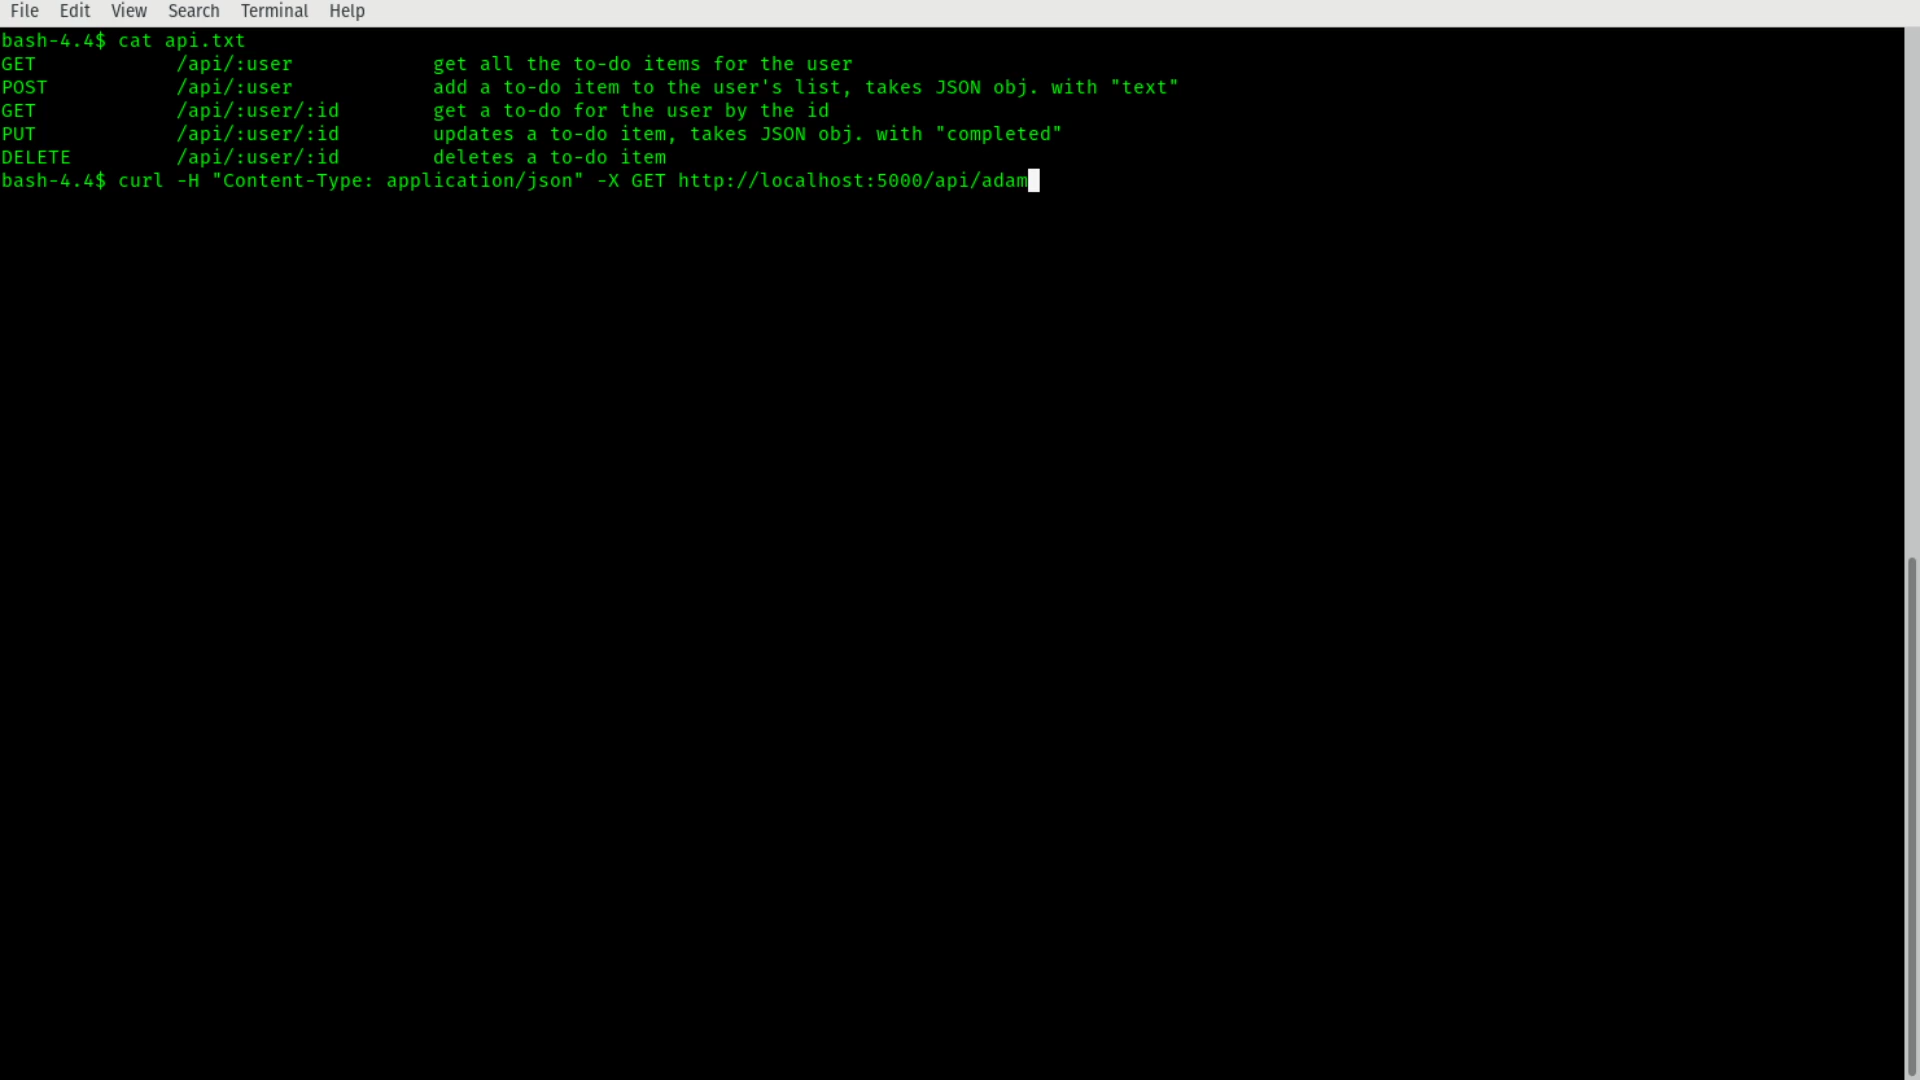 File Edit View Search Terminal Help
bash-4.4$ cat api.txt
GET /api/:user get all the to-do items for the user
POST /api/:user add a to-do item to the user's list, takes JSON obj. with "text"
GET /api/:user/:id get a to-do for the user by the id
PUT /api/:user/:id updates a to-do item, takes JSON obj. with "completed"
DELETE /api/:user/:id deletes a to-do item
bash-4.4$ curl -H "Content-Type: application/json" -X GET http://localhost:5000/api/adam